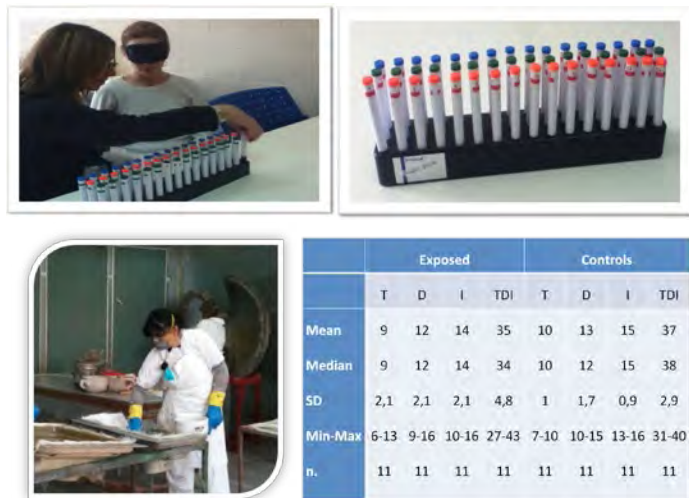 Exposed Controls
T D I TDI T D I TDI
Mean 9 12 14 35 10 13 15 37
Median 9 12 14 34 10 12 15 38
SD 2,1 2,1 2,1 4,8 1 1,7 0,9 2,9
Min-Max 6-13 9-16 10-16 27-43 7-10 10-15 13-16 31-40
n. 11 11 11 11 11 11 11 11